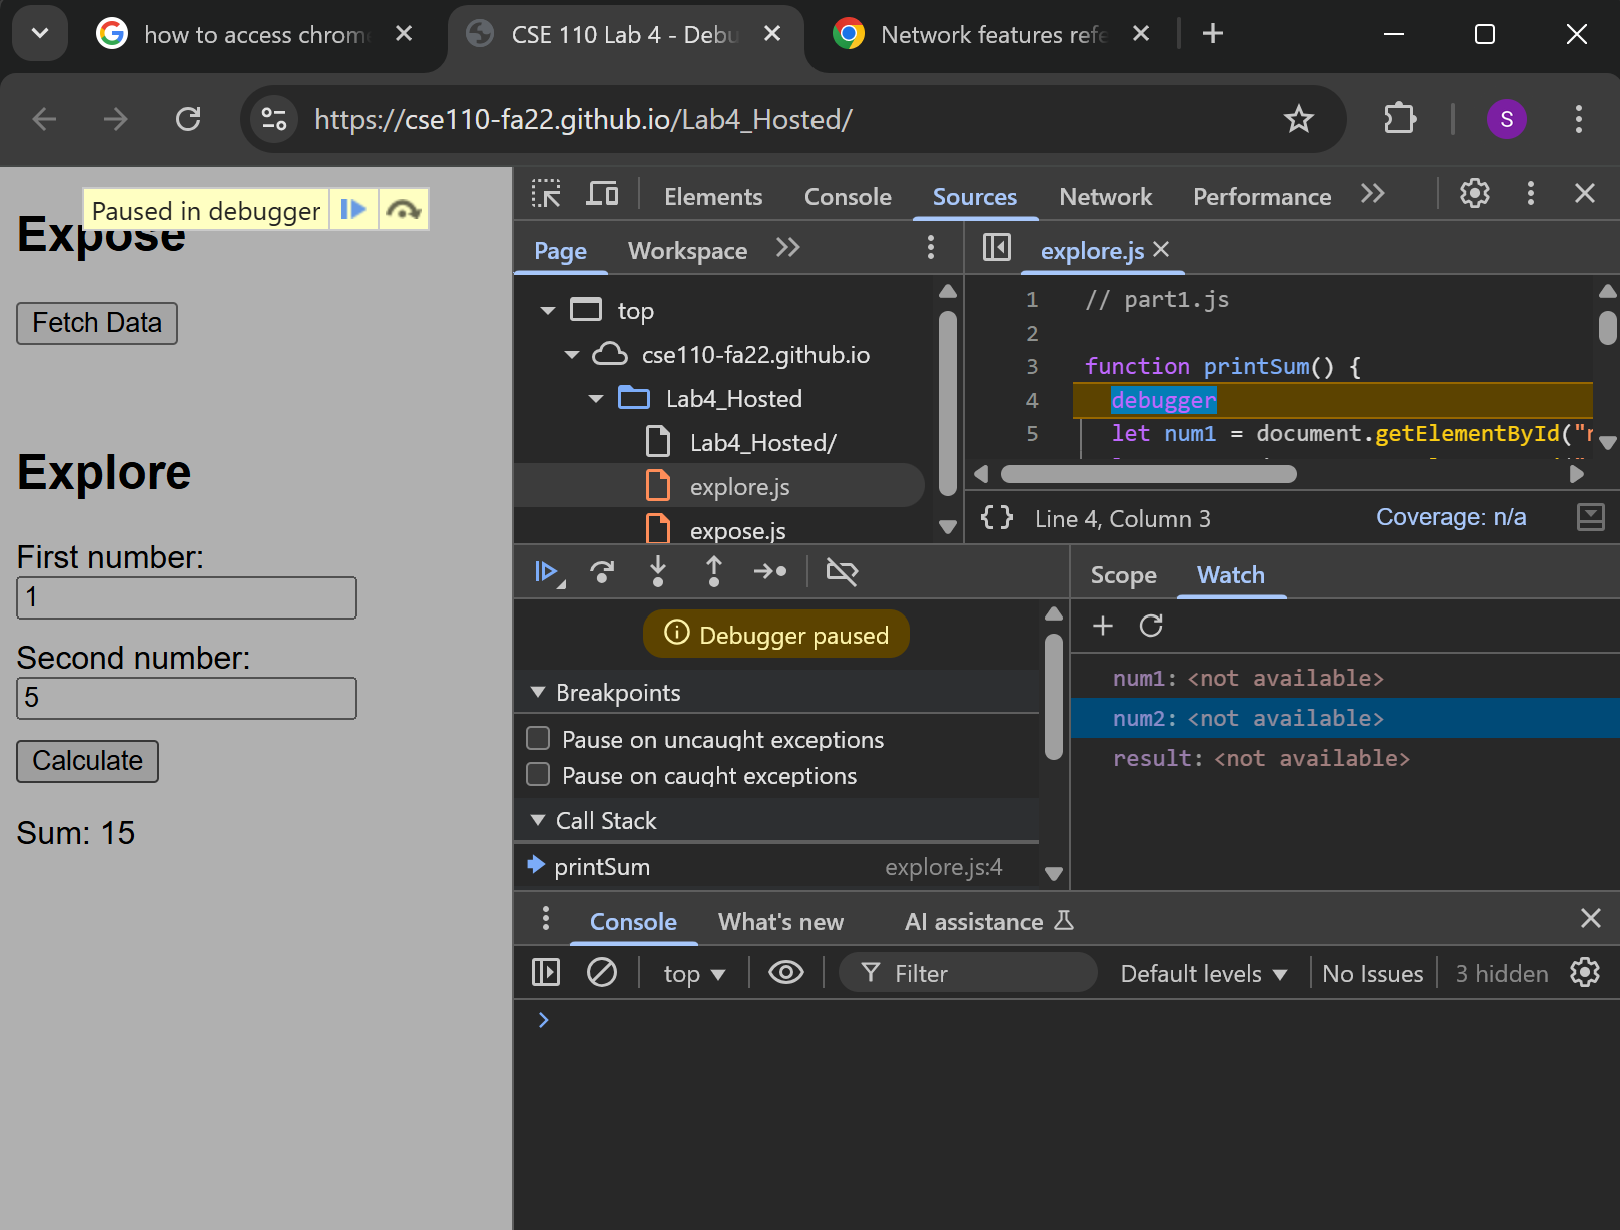 how to access chrome
CSE 110 Lab 4 - Debu
Network features refe
https://cse110-fa22.github.io/Lab4_Hosted/
S
Paused in debugger
Expose
Fetch Data
Explore
First number:
1
Second number:
5
Calculate
Sum: 15
Elements Console Sources Network Performance
Page Workspace
explore.js
top
cse110-fa22.github.io
Lab4_Hosted
Lab4_Hosted/
explore.js
expose.js
1 // part1.js
2
3 function printSum() {
4 debugger
5 let num1 = document.getElementById("n
{} Line 4, Column 3 Coverage: n/a
Debugger paused
Breakpoints
Pause on uncaught exceptions
Pause on caught exceptions
Call Stack
printSum explore.js:4
Scope Watch
num1: <not available>
num2: <not available>
result: <not available>
Console What's new AI assistance
top Filter Default levels No Issues 3 hidden